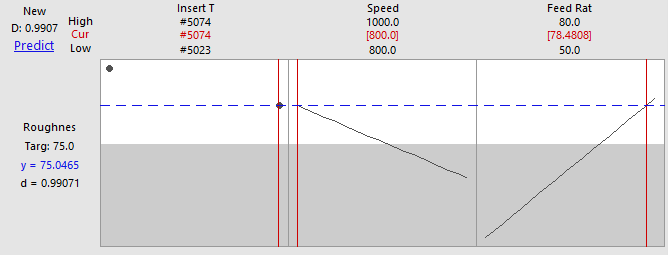 New
D: 0.9907
Predict
High
Cur
Low
Insert T
#5074
#5074
#5023
Speed
1000.0
[800.0]
800.0
Feed Rat
80.0
[78.4808]
50.0
Roughnes
Targ: 75.0
y = 75.0465
d = 0.99071